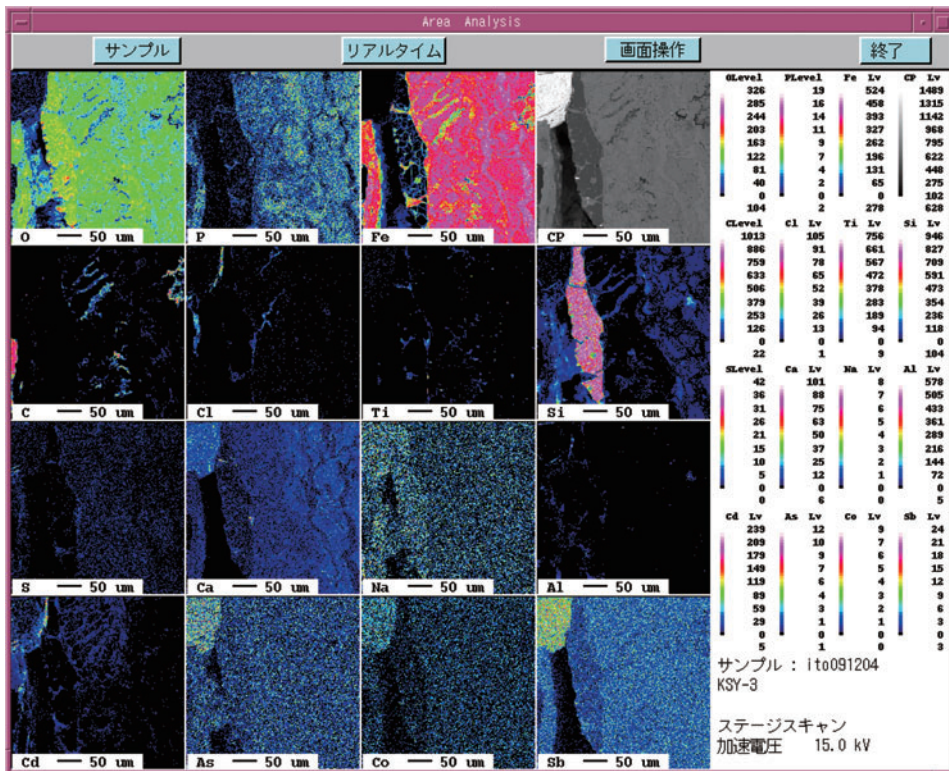 Area Analysis
サンプル リアルタイム 画面操作 終了
O 50 um P 50 um Fe 50 um CP 50 um
C 50 um Cl 50 um Ti 50 um Si 50 um
S 50 um Ca 50 um Na 50 um Al 50 um
Cd 50 um As 50 um Co 50 um Sb 50 um
OLevel PLevel Fe Lv CP Lv
326 19 524 1489
285 16 458 1315
244 14 393 1142
203 11 327 968
163 9 262 795
122 7 196 622
81 4 131 448
40 2 65 275
0 0 0 102
104 2 278 628
CLevel Cl Lv Ti Lv Si Lv
1013 105 756 946
886 91 661 827
759 78 567 709
633 65 472 591
506 52 378 473
379 39 283 354
253 26 189 236
126 13 94 118
0 0 0 0
22 1 9 104
SLevel Ca Lv Na Lv Al Lv
42 101 8 578
36 88 7 505
31 75 6 433
26 63 5 361
21 50 4 289
15 37 3 216
10 25 2 144
5 12 1 72
0 0 0 0
0 6 0 5
Cd Lv As Lv Co Lv Sb Lv
239 12 9 24
209 10 7 21
179 9 6 18
149 7 5 15
119 6 4 12
89 4 3 9
59 3 2 6
29 1 1 3
0 0 0 0
5 1 0 3
サンプル : ito091204
KSY-3
ステージスキャン
加速電圧 15.0 kV